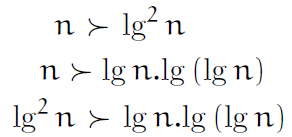 n ≻ lg² n
n ≻ lg n.lg (lg n)
lg² n ≻ lg n.lg (lg n)